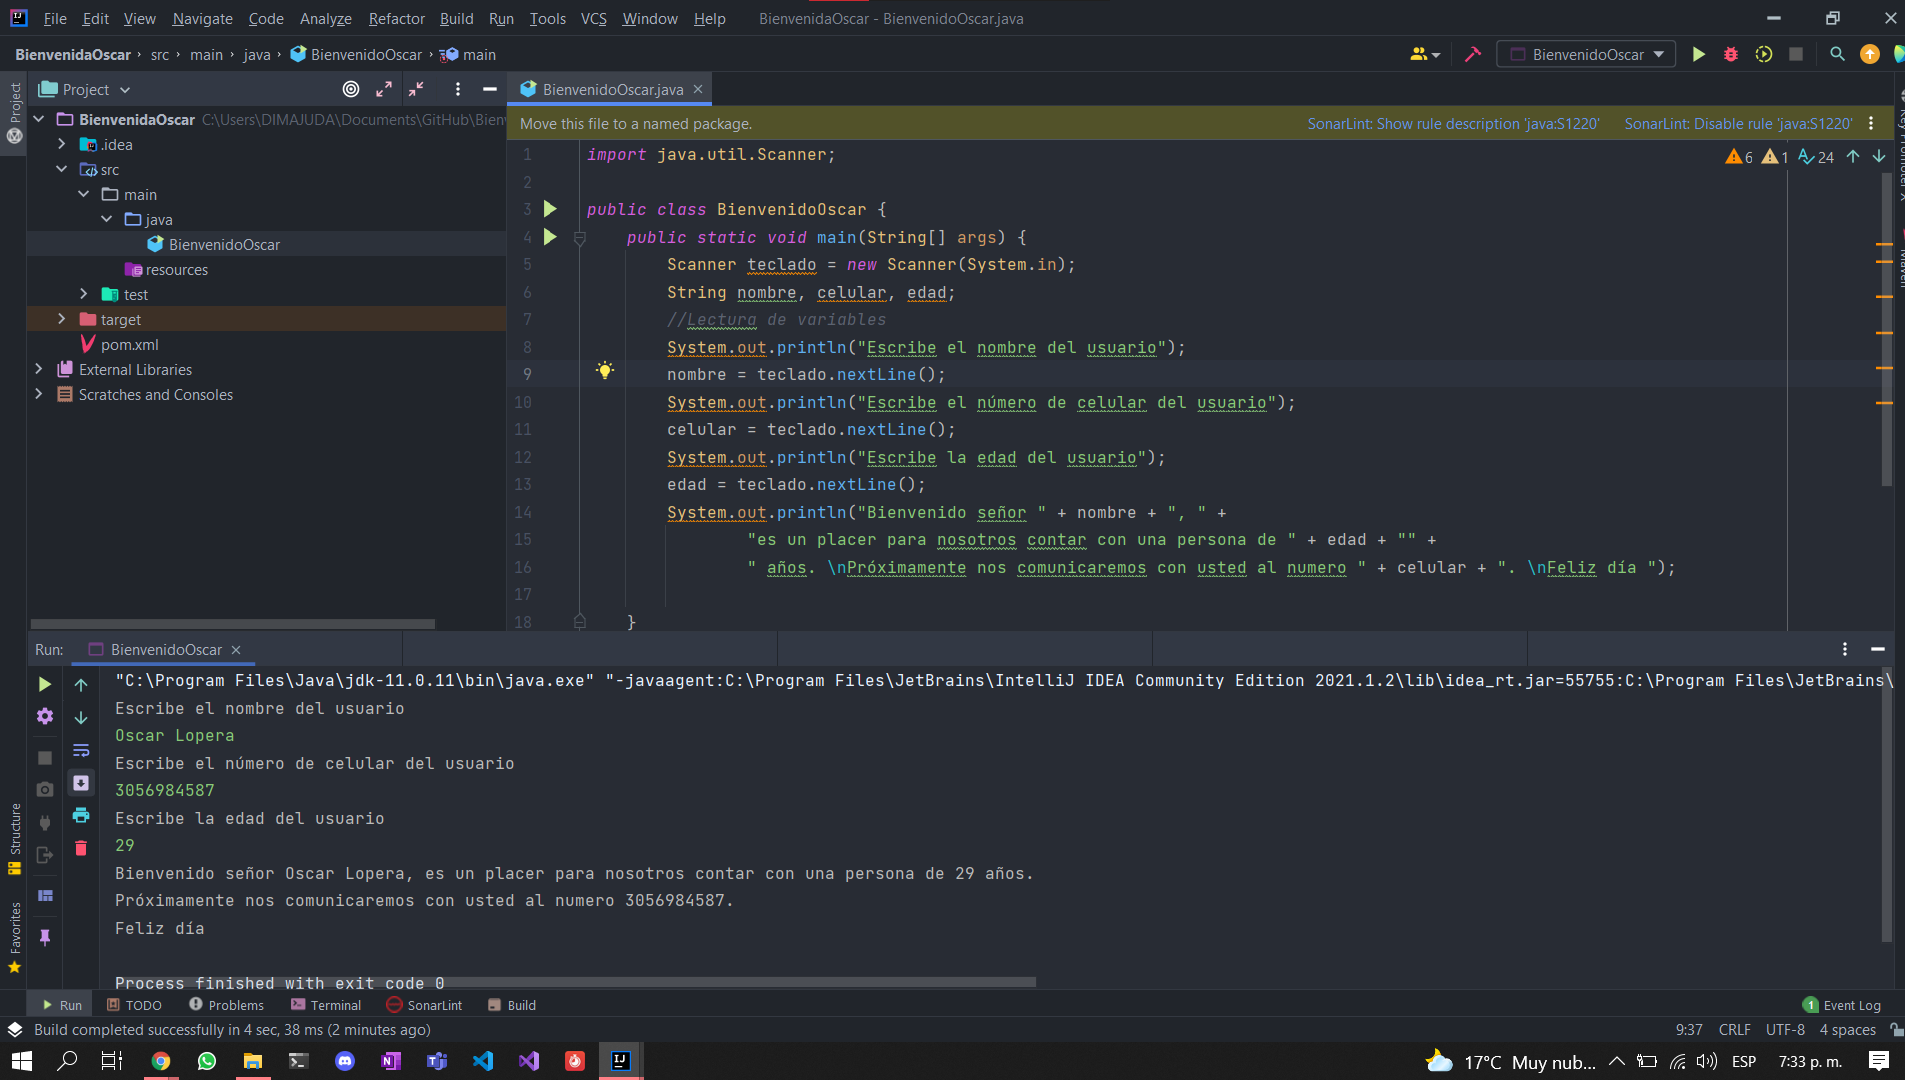 File Edit View Navigate Code Analyze Refactor Build Run Tools VCS Window Help BienvenidaOscar - BienvenidoOscar.java
BienvenidaOscar › src › main › java › BienvenidoOscar › main
BienvenidoOscar
Project
Project
BienvenidoOscar.java
BienvenidaOscar C:\Users\DIMAJUDA\Documents\GitHub\Bien
.idea
src
main
java
BienvenidoOscar
resources
test
target
pom.xml
External Libraries
Scratches and Consoles
Move this file to a named package. SonarLint: Show rule description 'java:S1220' SonarLint: Disable rule 'java:S1220'
6 1 24
1 import java.util.Scanner;
2
3 public class BienvenidoOscar {
4 public static void main(String[] args) {
5 Scanner teclado = new Scanner(System.in);
6 String nombre, celular, edad;
7 //Lectura de variables
8 System.out.println("Escribe el nombre del usuario");
9 nombre = teclado.nextLine();
10 System.out.println("Escribe el número de celular del usuario");
11 celular = teclado.nextLine();
12 System.out.println("Escribe la edad del usuario");
13 edad = teclado.nextLine();
14 System.out.println("Bienvenido señor " + nombre + ", " +
15 "es un placer para nosotros contar con una persona de " + edad + "" +
16 " años. \nPróximamente nos comunicaremos con usted al numero " + celular + ". \nFeliz día ");
17
18 }
Run: BienvenidoOscar
"C:\Program Files\Java\jdk-11.0.11\bin\java.exe" "-javaagent:C:\Program Files\JetBrains\IntelliJ IDEA Community Edition 2021.1.2\lib\idea_rt.jar=55755:C:\Program Files\JetBrains\
Escribe el nombre del usuario
Oscar Lopera
Escribe el número de celular del usuario
3056984587
Escribe la edad del usuario
29
Bienvenido señor Oscar Lopera, es un placer para nosotros contar con una persona de 29 años.
Próximamente nos comunicaremos con usted al numero 3056984587.
Feliz día
Process finished with exit code 0
Structure
Favorites
Run TODO Problems Terminal SonarLint Build 1 Event Log
Build completed successfully in 4 sec, 38 ms (2 minutes ago) 9:37 CRLF UTF-8 4 spaces
17°C Muy nub... ESP 7:33 p. m.